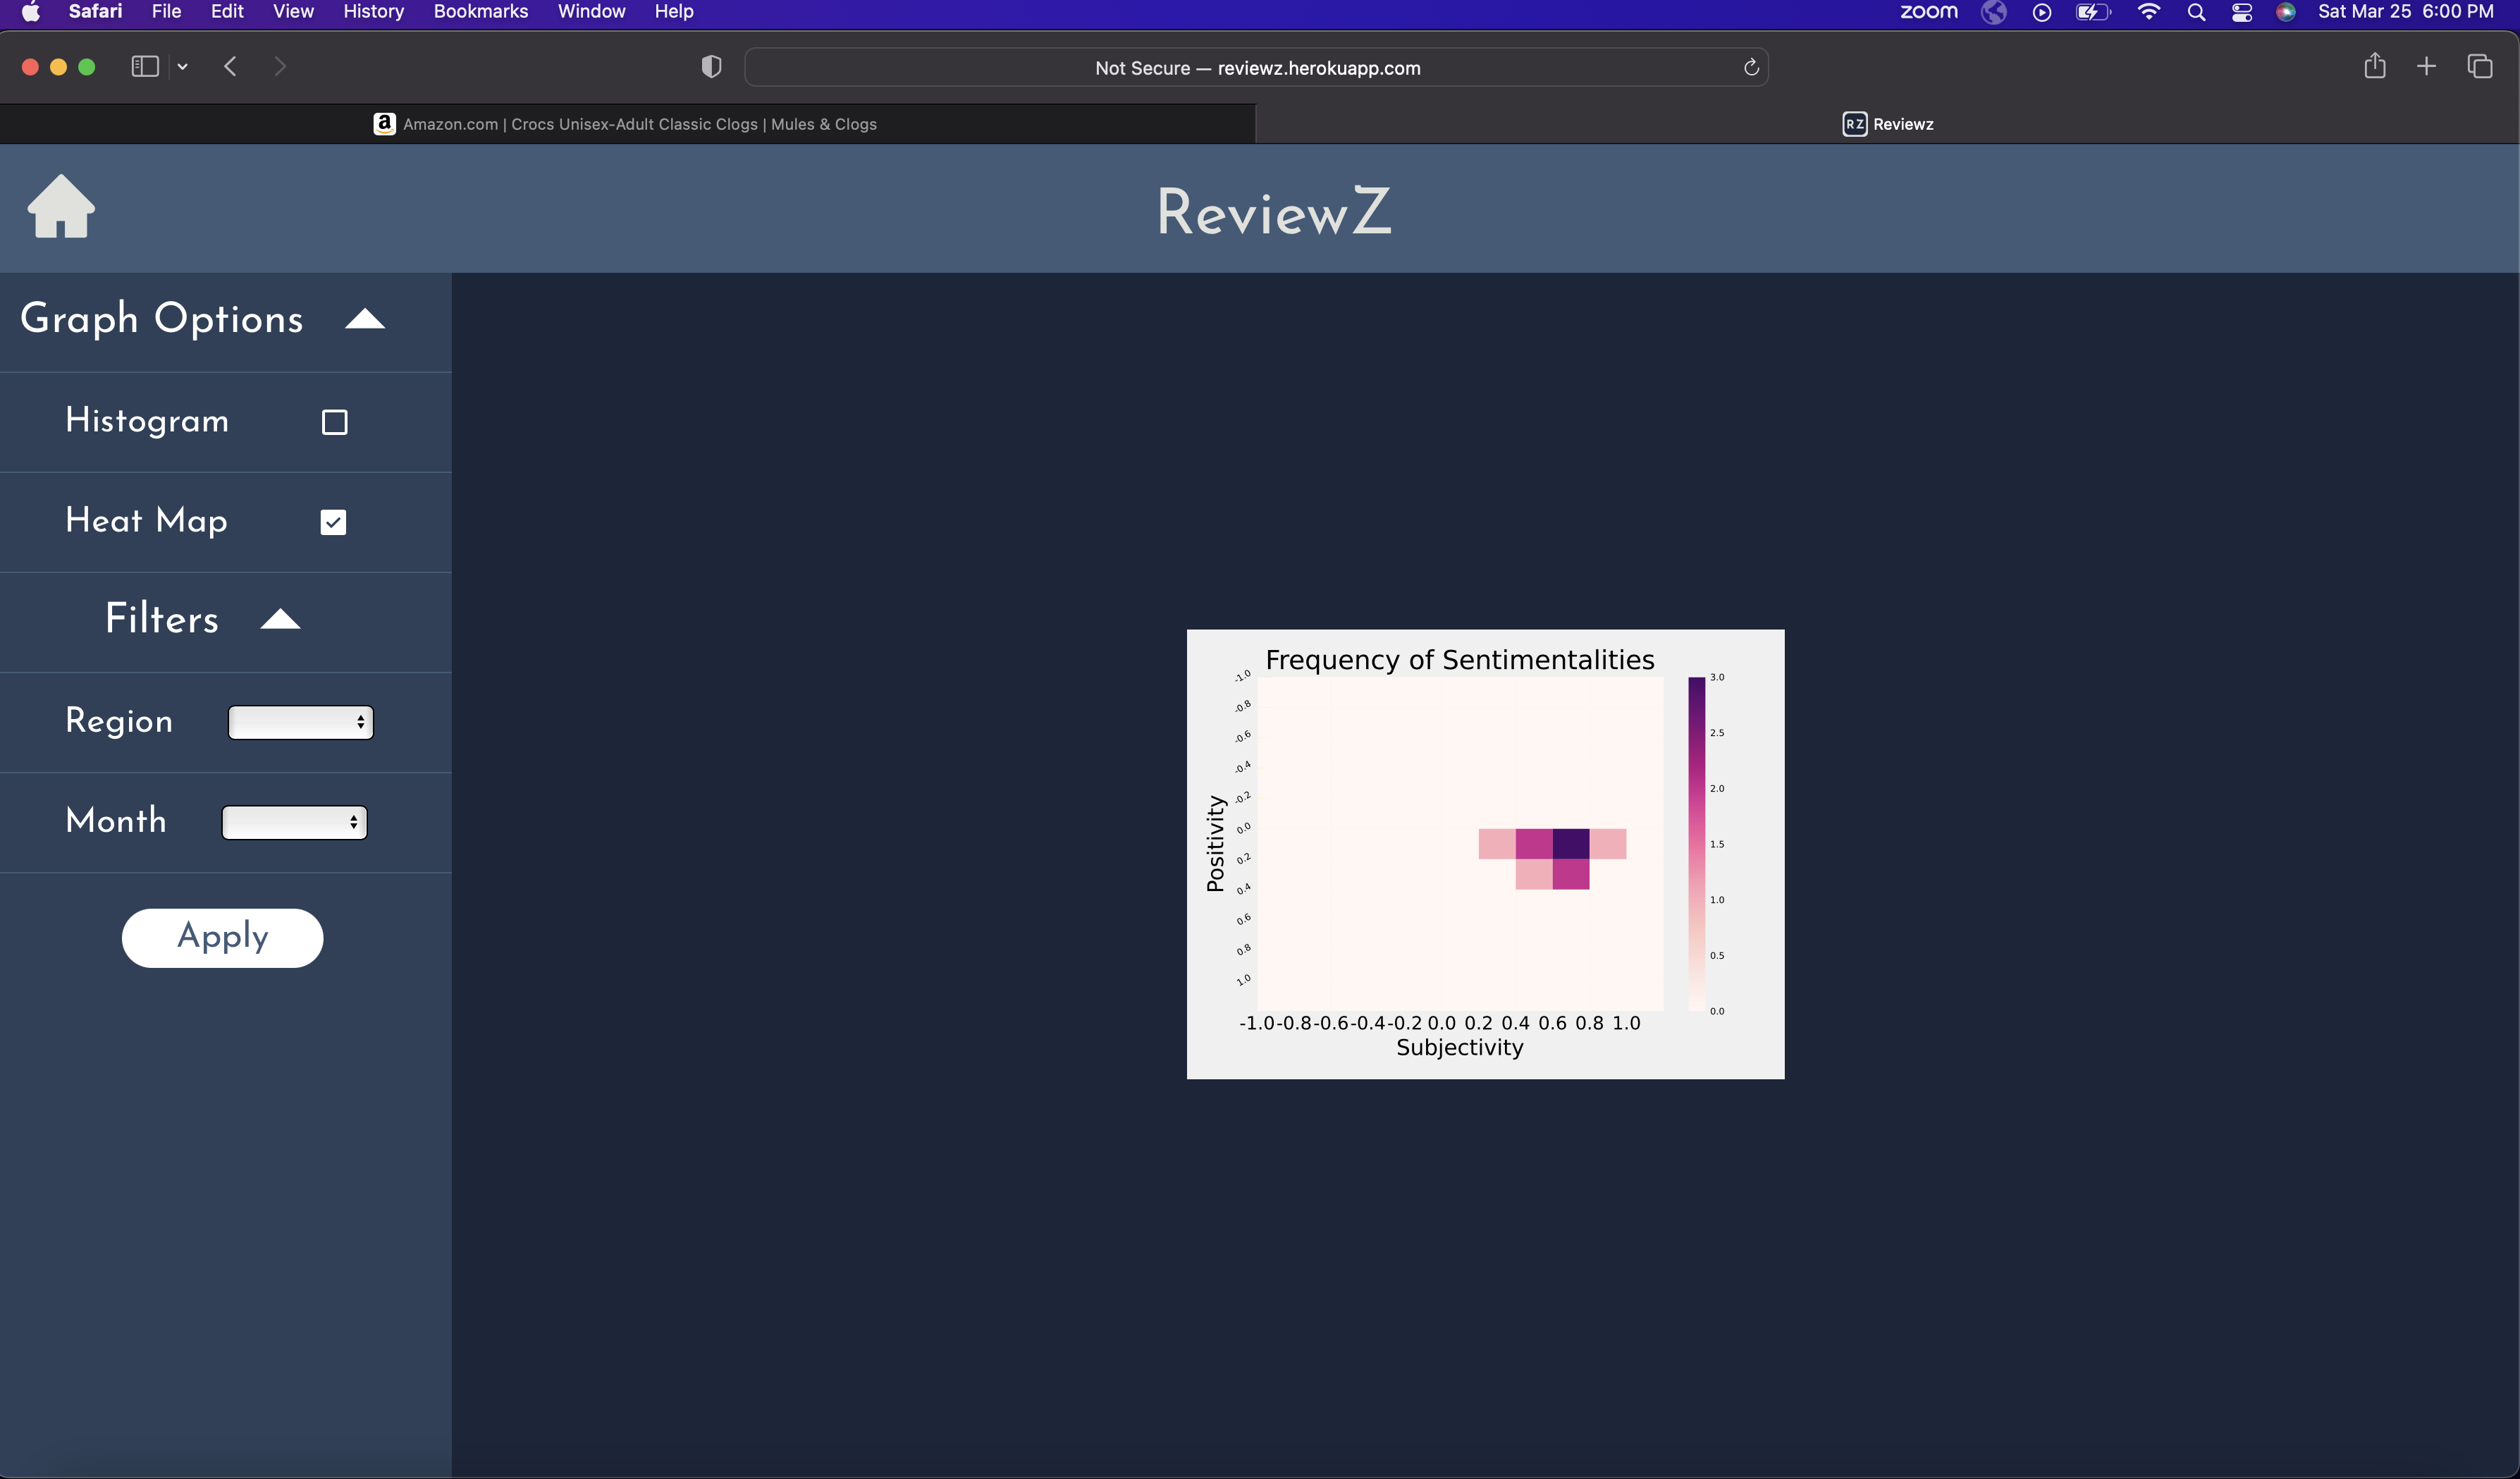 Safari File Edit View History Bookmarks Window Help zoom Sat Mar 25 6:00 PM
Not Secure — reviewz.herokuapp.com
a Amazon.com | Crocs Unisex-Adult Classic Clogs | Mules & Clogs
RZ Reviewz
ReviewZ
Graph Options
Histogram
Heat Map
Filters
Region
Month
Apply
Frequency of Sentimentalities
Positivity
-1.0
-0.8
-0.6
-0.4
-0.2
0.0
0.2
0.4
0.6
0.8
1.0
-1.0 -0.8 -0.6 -0.4 -0.2 0.0 0.2 0.4 0.6 0.8 1.0
Subjectivity
3.0
2.5
2.0
1.5
1.0
0.5
0.0